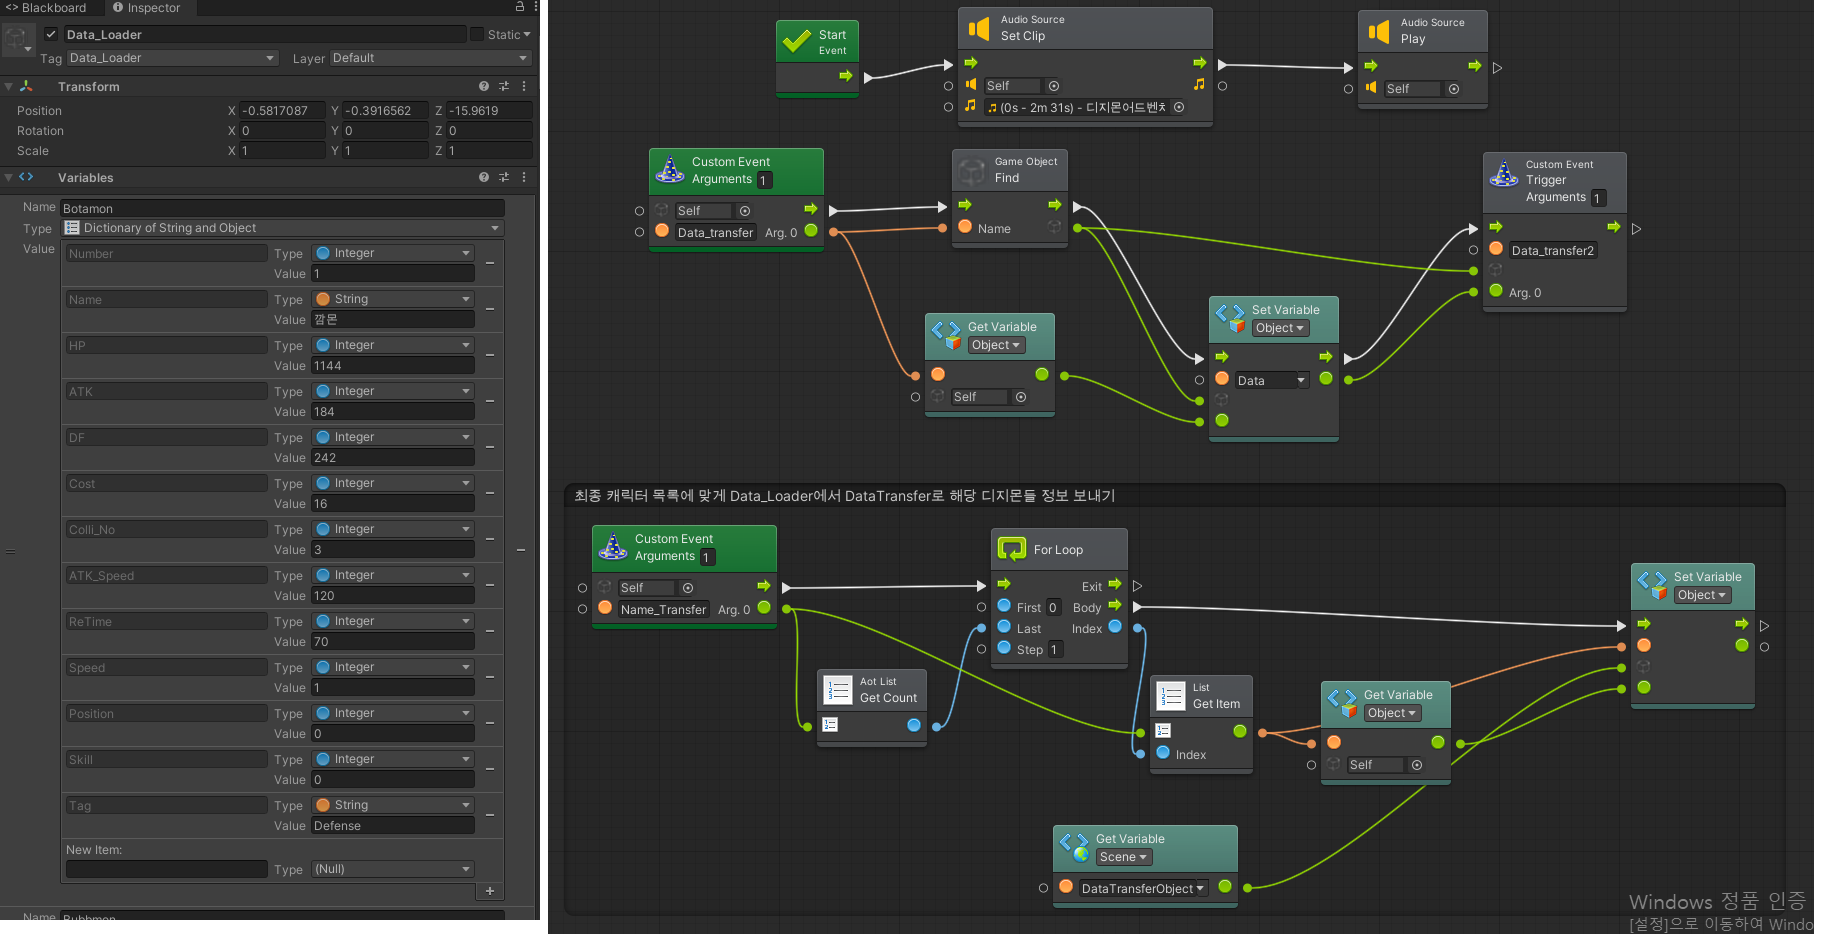 Blackboard
Inspector
Data_Loader
Static
Tag Data_Loader Layer Default
Transform
Position X -0.5817087 Y -0.3916562 Z -15.9619
Rotation X 0 Y 0 Z 0
Scale X 1 Y 1 Z 1
Variables
Name Botamon
Type Dictionary of String and Object
Value
Number Type Integer
Value 1
Name Type String
Value 깜몬
HP Type Integer
Value 1144
ATK Type Integer
Value 184
DF Type Integer
Value 242
Cost Type Integer
Value 16
Colli_No Type Integer
Value 3
ATK_Speed Type Integer
Value 120
ReTime Type Integer
Value 70
Speed Type Integer
Value 1
Position Type Integer
Value 0
Skill Type Integer
Value 0
Tag Type String
Value Defense
New Item:
Type (Null)
Name Bubbmon
Start
Event
Audio Source
Set Clip
Self
(0s - 2m 31s) - 디지몬어드벤처
Audio Source
Play
Self
Custom Event
Arguments 1
Self
Data_transfer Arg. 0
Game Object
Find
Name
Custom Event
Trigger
Arguments 1
Data_transfer2
Arg. 0
Get Variable
Object
Self
Set Variable
Object
Data
최종 캐릭터 목록에 맞게 Data_Loader에서 DataTransfer로 해당 디지몬들 정보 보내기
Custom Event
Arguments 1
Self
Name_Transfer Arg. 0
For Loop
Exit
First 0 Body
Last Index
Step 1
Aot List
Get Count
List
Get Item
Index
Get Variable
Object
Self
Set Variable
Object
Get Variable
Scene
DataTransferObject
Windows 정품 인증
[설정]으로 이동하여 Windo